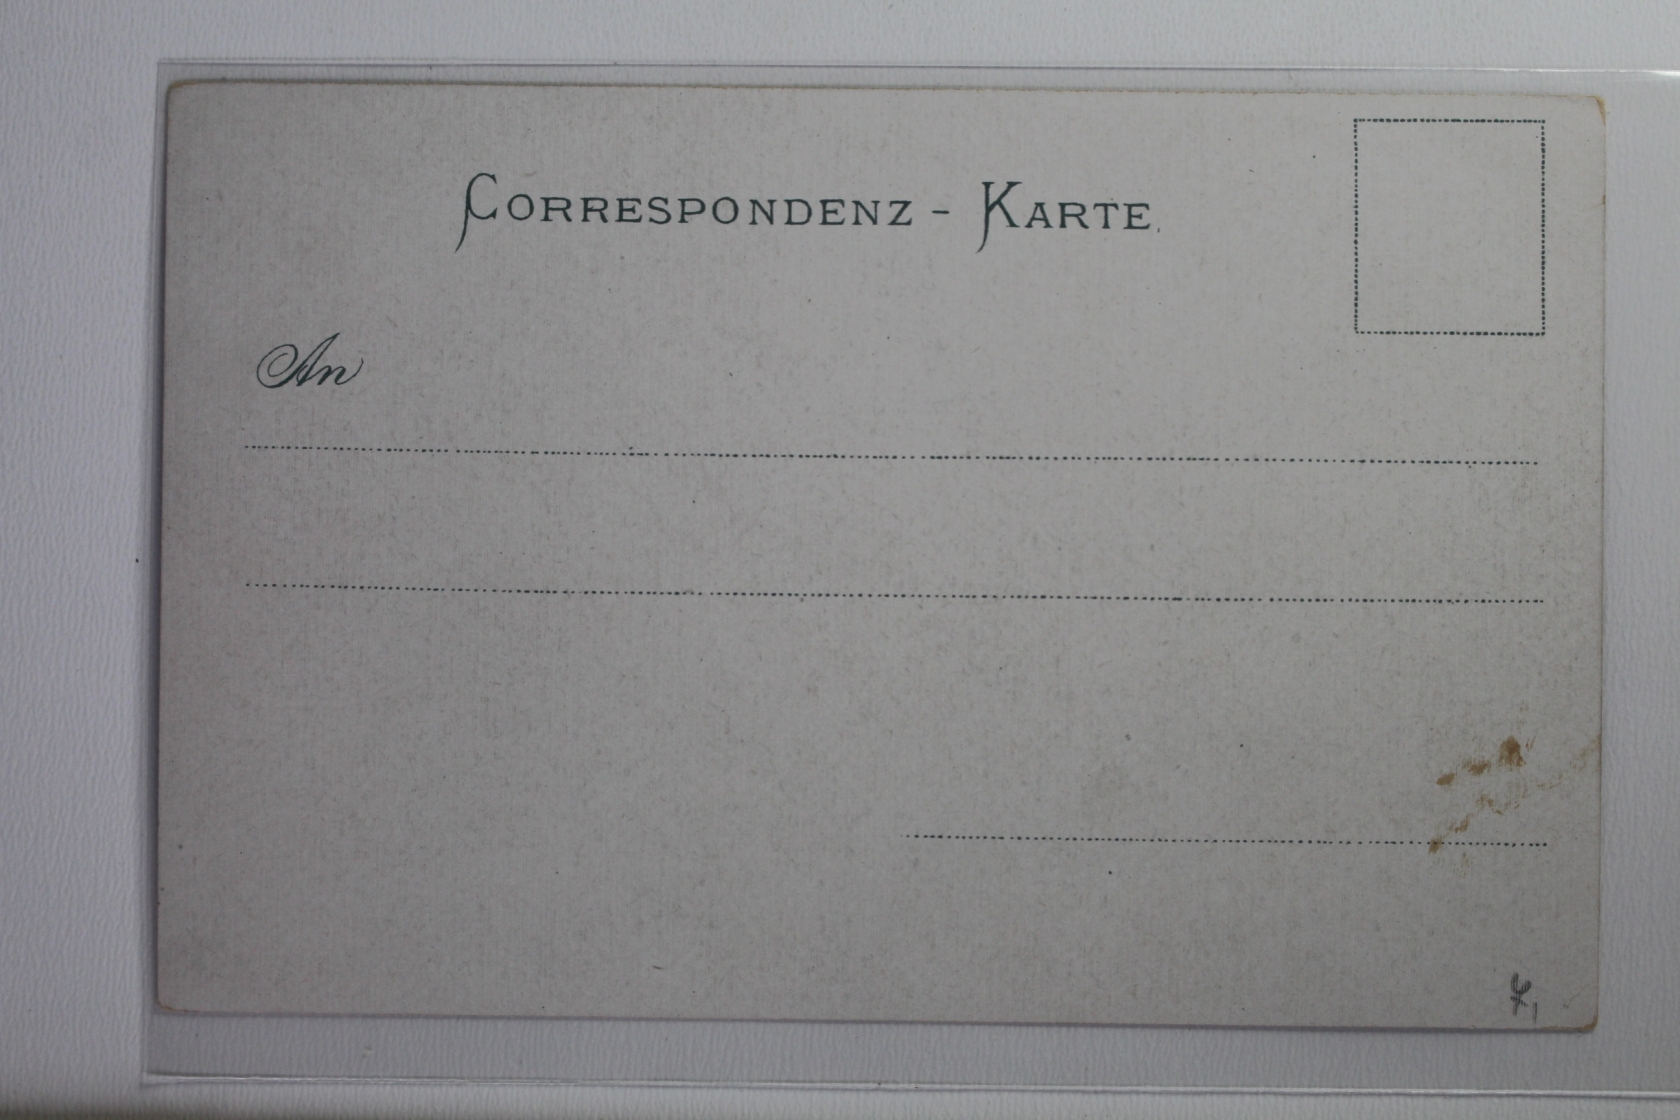 CORRESPONDENZ - KARTE.
An